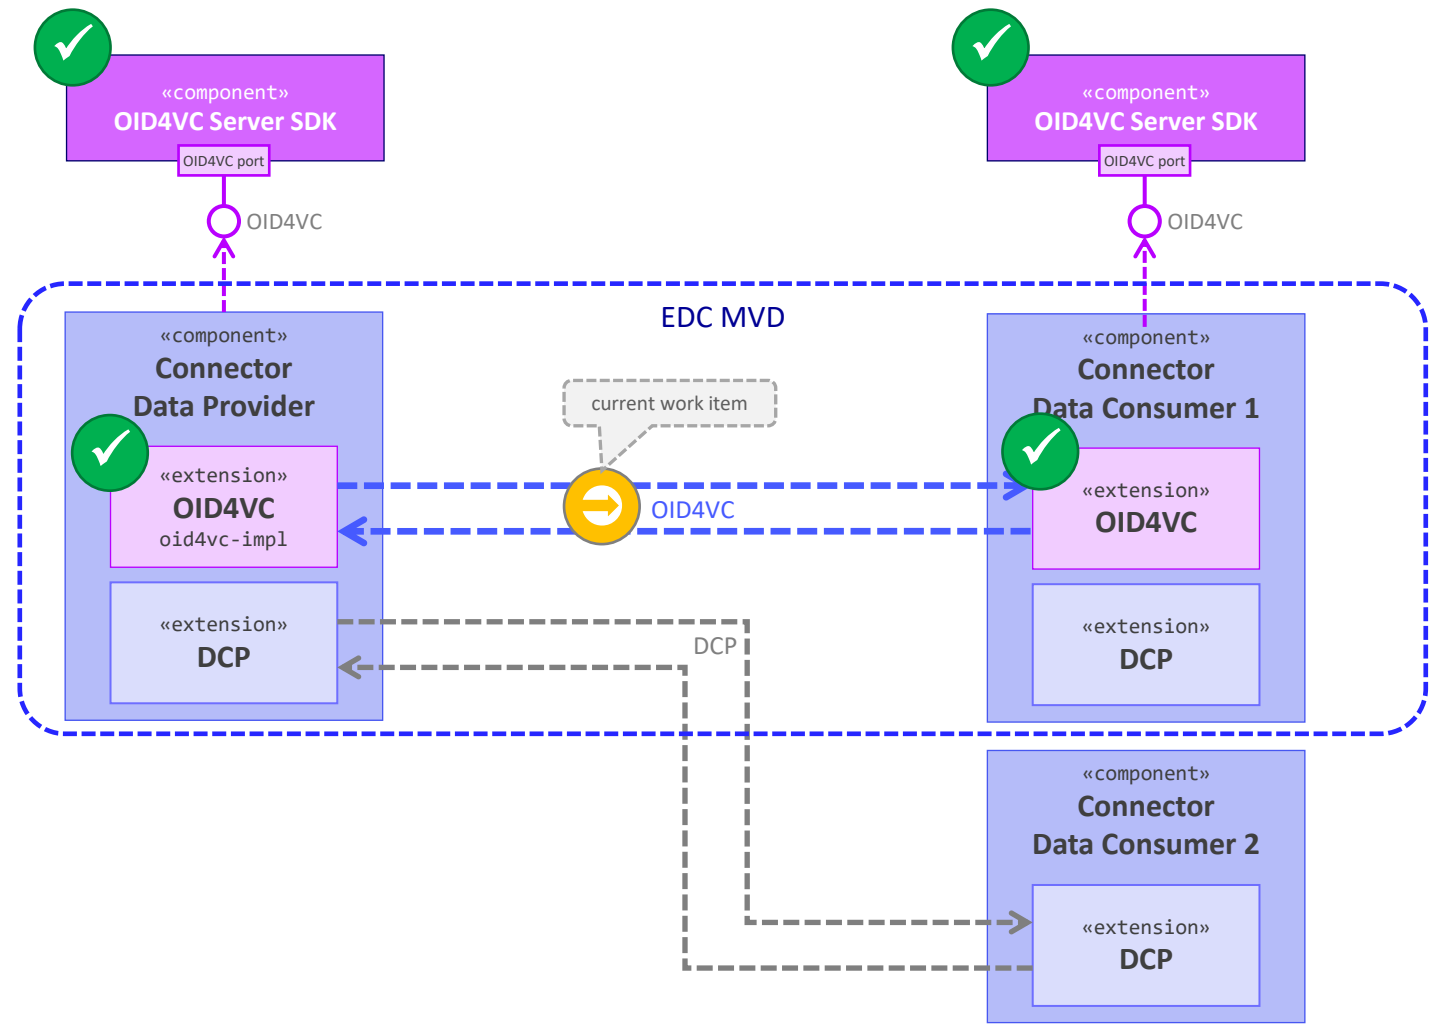 «component»
OID4VC Server SDK
OID4VC port
OID4VC
«component»
OID4VC Server SDK
OID4VC port
OID4VC
EDC MVD
«component»
Connector
Data Provider
«extension»
OID4VC
oid4vc-impl
«extension»
DCP
current work item
OID4VC
DCP
«component»
Connector
Data Consumer 1
«extension»
OID4VC
«extension»
DCP
«component»
Connector
Data Consumer 2
«extension»
DCP